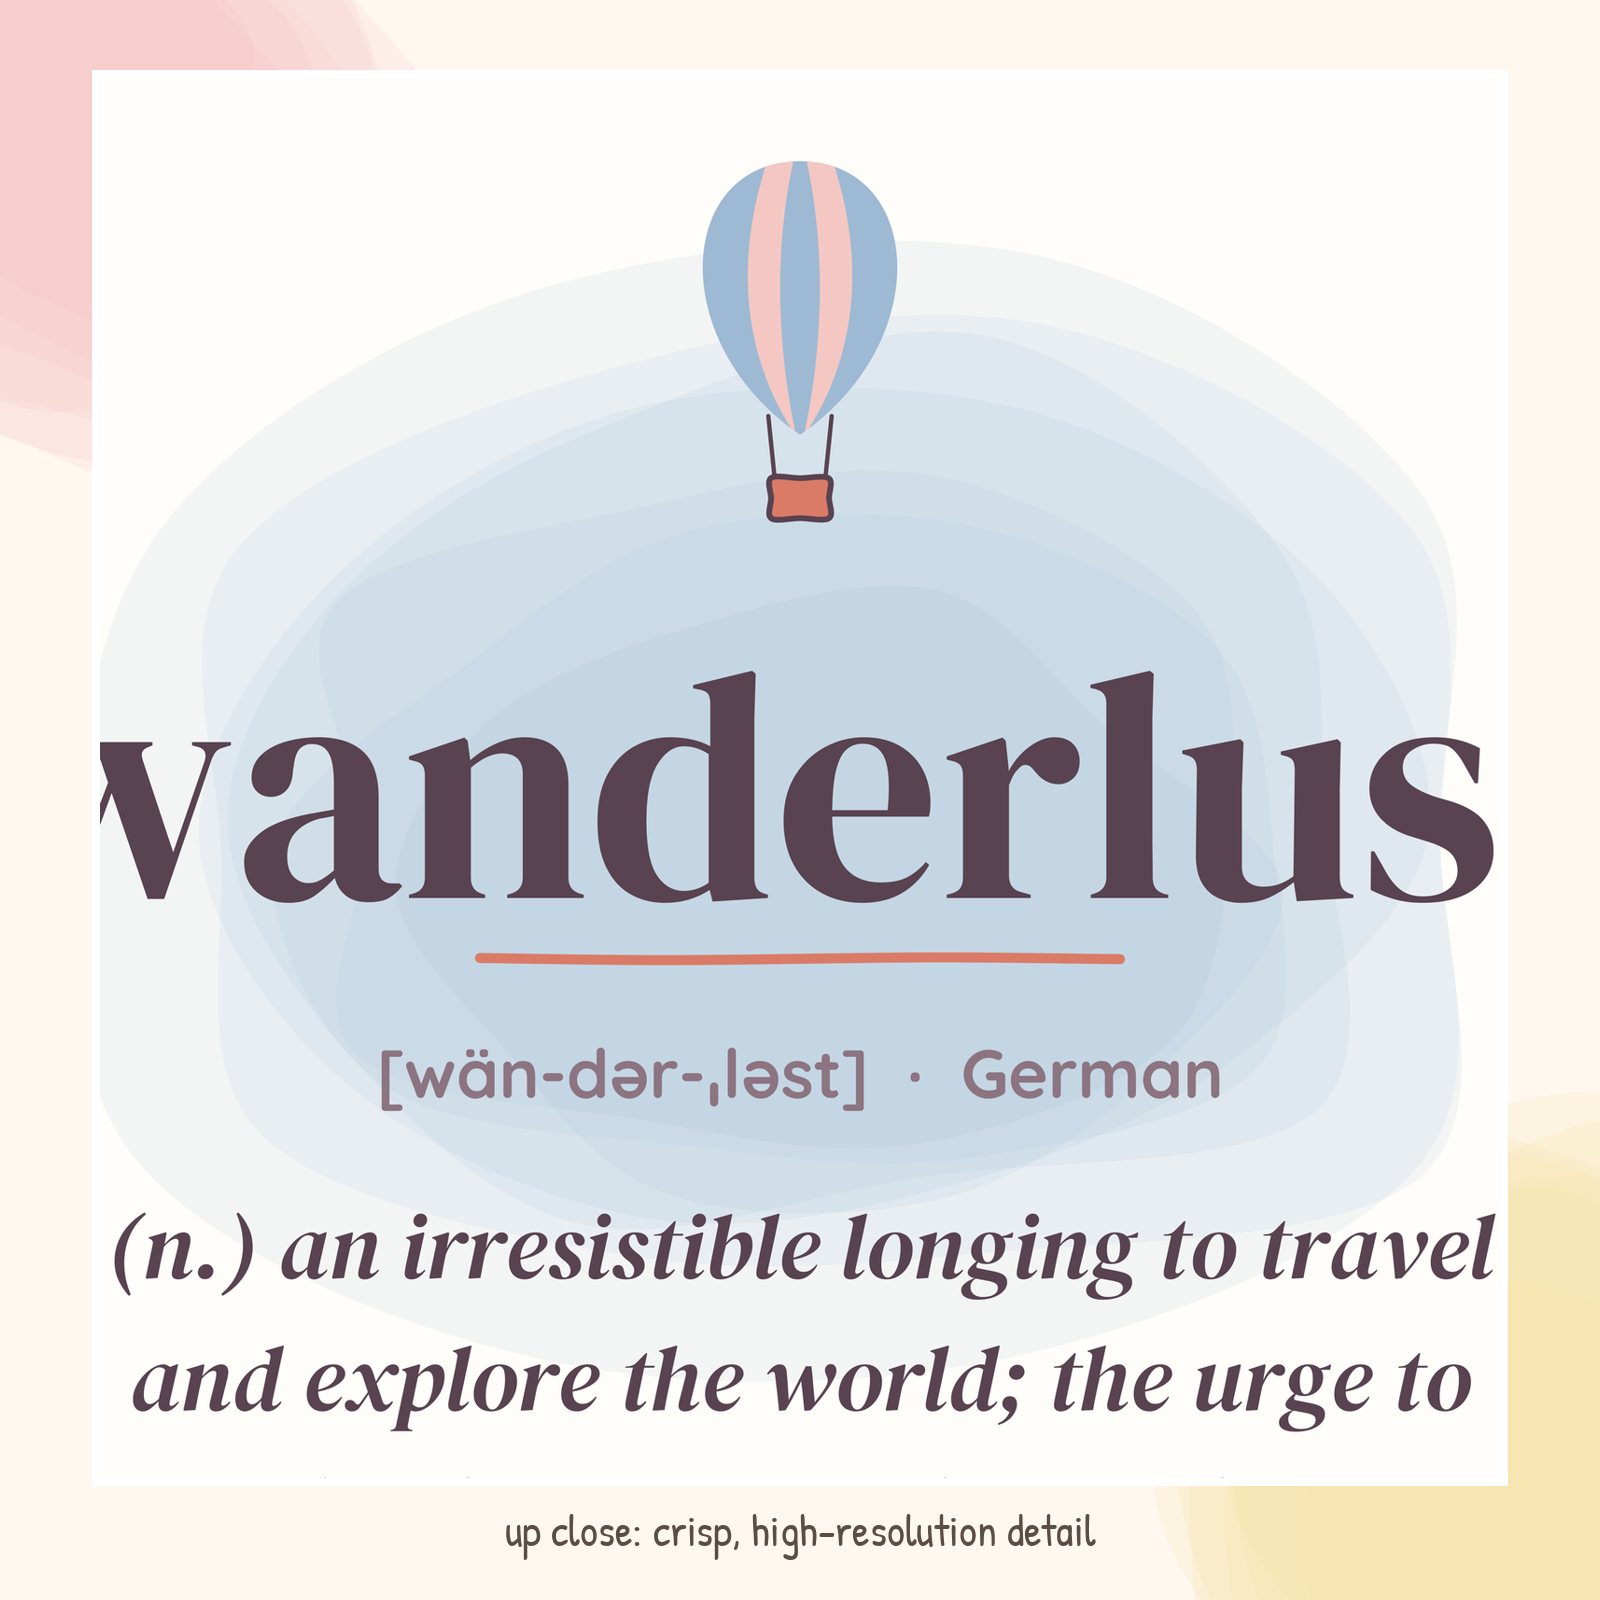 wanderlus
[wän-dər-ˌləst] · German
(n.) an irresistible longing to travel
and explore the world; the urge to
up close: crisp, high-resolution detail